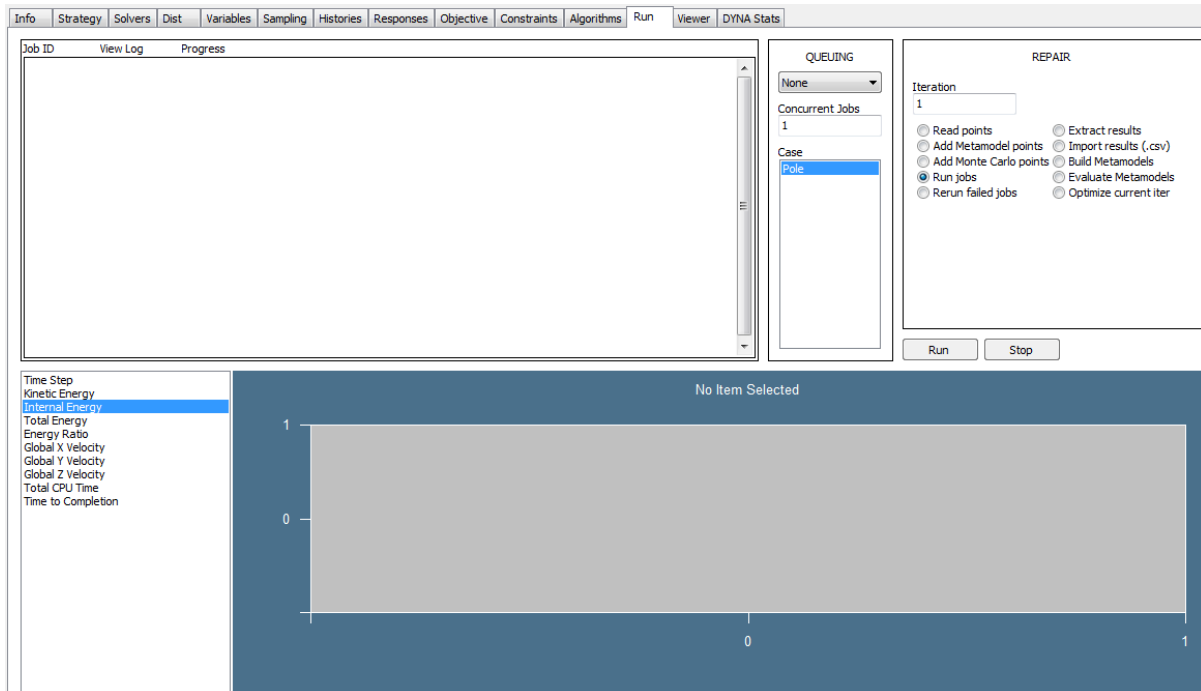 Info Strategy Solvers Dist Variables Sampling Histories Responses Objective Constraints Algorithms Run Viewer DYNA Stats
Job ID View Log Progress
QUEUING
None
Concurrent Jobs
1
Case
Pole
REPAIR
Iteration
1
Read points Extract results
Add Metamodel points Import results (.csv)
Add Monte Carlo points Build Metamodels
Run jobs Evaluate Metamodels
Rerun failed jobs Optimize current iter
Run Stop
Time Step
Kinetic Energy
Internal Energy
Total Energy
Energy Ratio
Global X Velocity
Global Y Velocity
Global Z Velocity
Total CPU Time
Time to Completion
No Item Selected
1
0
0 1